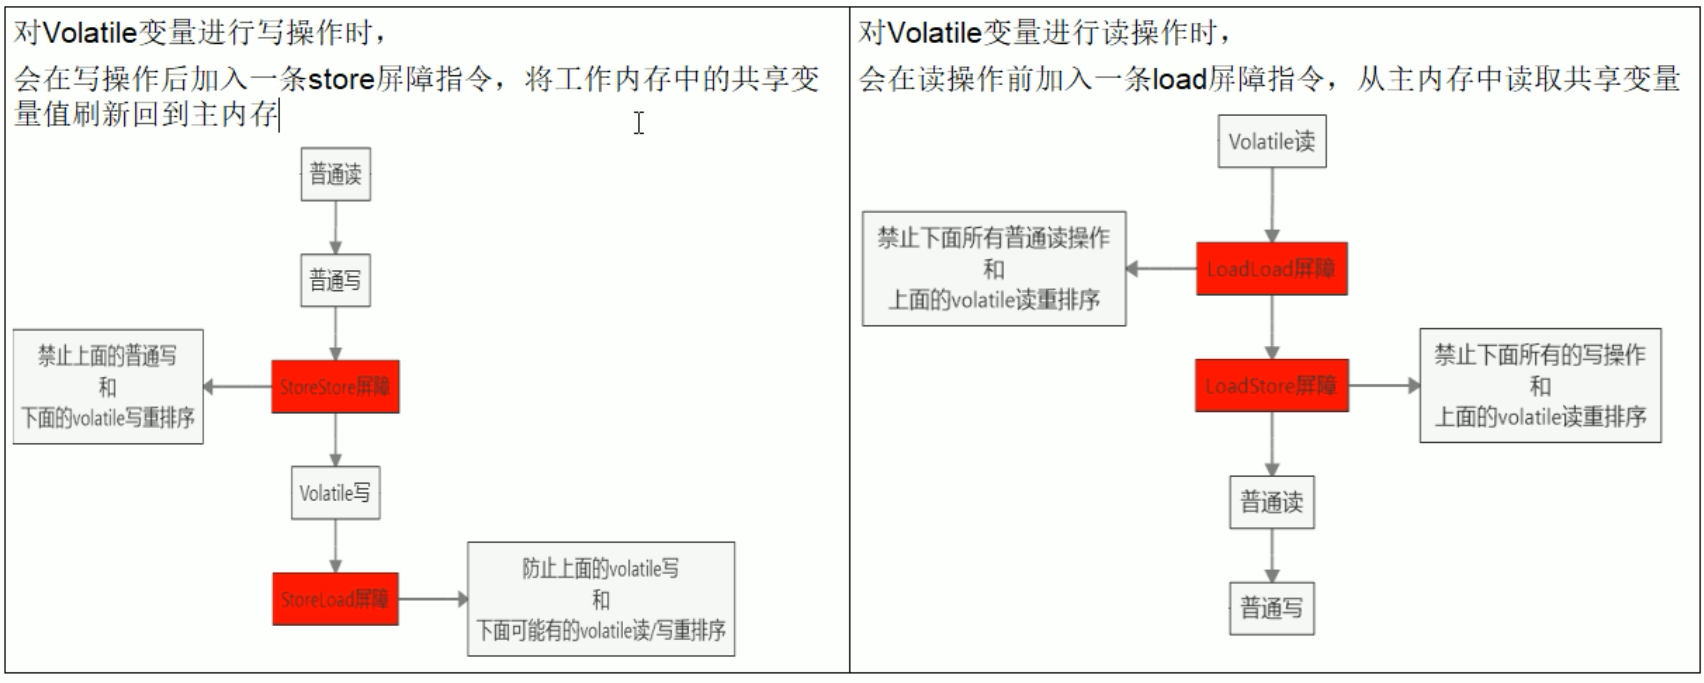 对Volatile变量进行写操作时，
会在写操作后加入一条store屏障指令，将工作内存中的共享变
量值刷新回到主内存
普通读
普通写
禁止上面的普通写
和
下面的volatile写重排序
StoreStore屏障
Volatile写
StoreLoad屏障
防止上面的volatile写
和
下面可能有的volatile读/写重排序
对Volatile变量进行读操作时，
会在读操作前加入一条load屏障指令，从主内存中读取共享变量
Volatile读
禁止下面所有普通读操作
和
上面的volatile读重排序
LoadLoad屏障
LoadStore屏障
禁止下面所有的写操作
和
上面的volatile读重排序
普通读
普通写